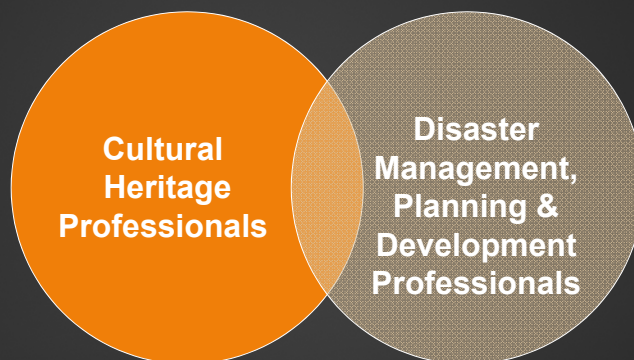 Cultural
Heritage
Professionals
Disaster
Management,
Planning &
Development
Professionals